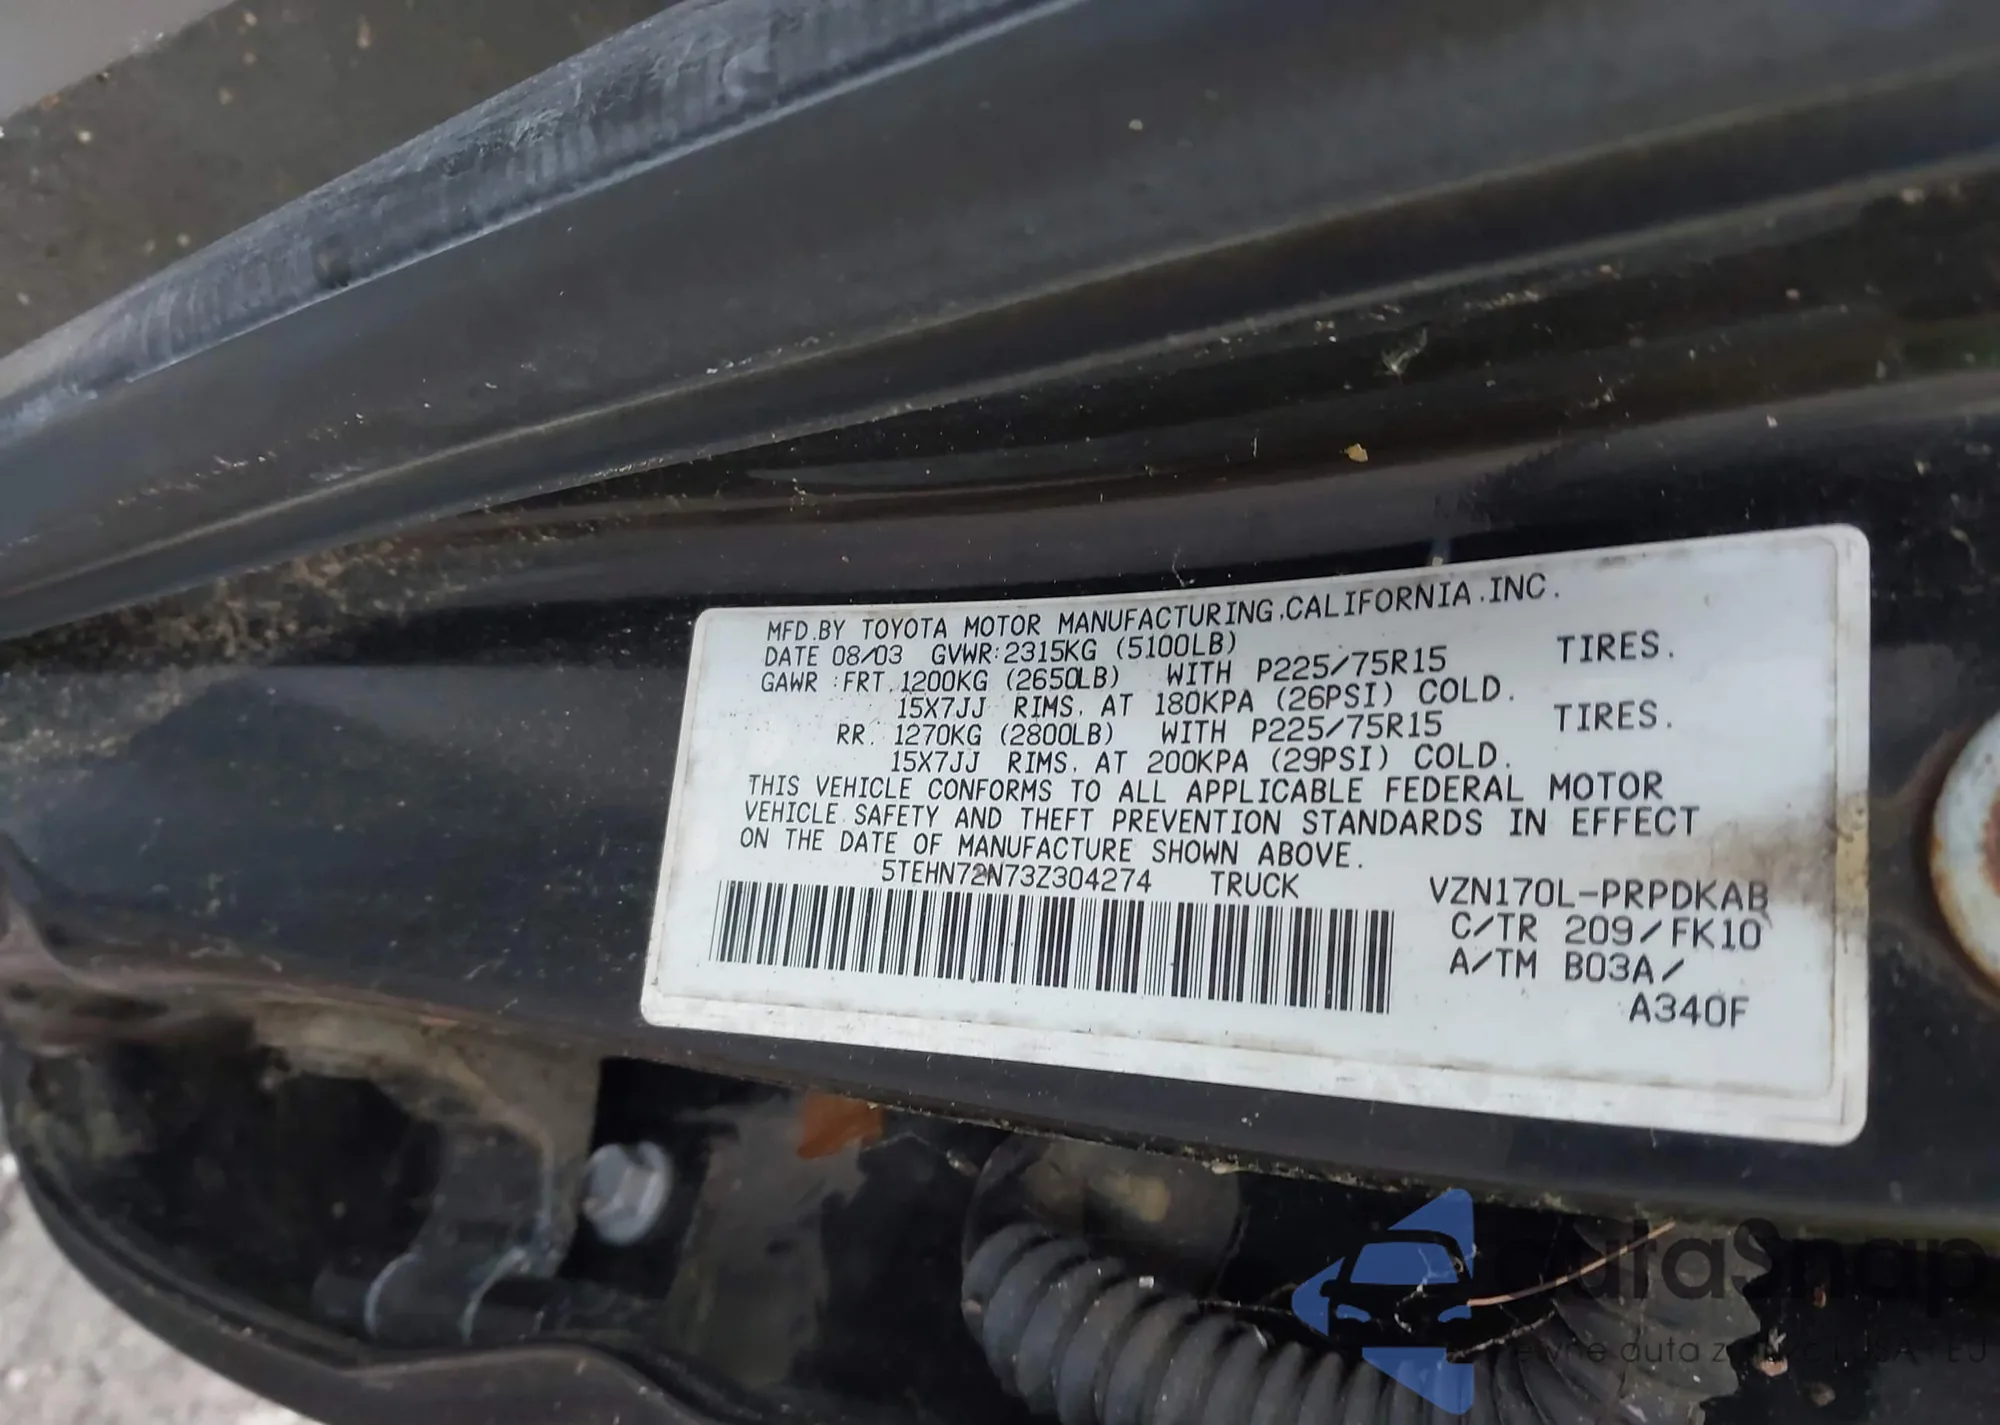 MFD.BY TOYOTA MOTOR MANUFACTURING,CALIFORNIA.INC.
DATE 08/03 GVWR:2315KG (5100LB)
GAWR :FRT. 1200KG (2650LB) WITH P225/75R15 TIRES.
15X7JJ RIMS. AT 180KPA (26PSI) COLD.
RR. 1270KG (2800LB) WITH P225/75R15 TIRES.
15X7JJ RIMS. AT 200KPA (29PSI) COLD.
THIS VEHICLE CONFORMS TO ALL APPLICABLE FEDERAL MOTOR
VEHICLE SAFETY AND THEFT PREVENTION STANDARDS IN EFFECT
ON THE DATE OF MANUFACTURE SHOWN ABOVE.
5TEHN72N73Z304274 TRUCK VZN170L-PRPDKAB
C/TR 209/FK10
A/TM B03A/
A340F
autaSnap
auta z EU